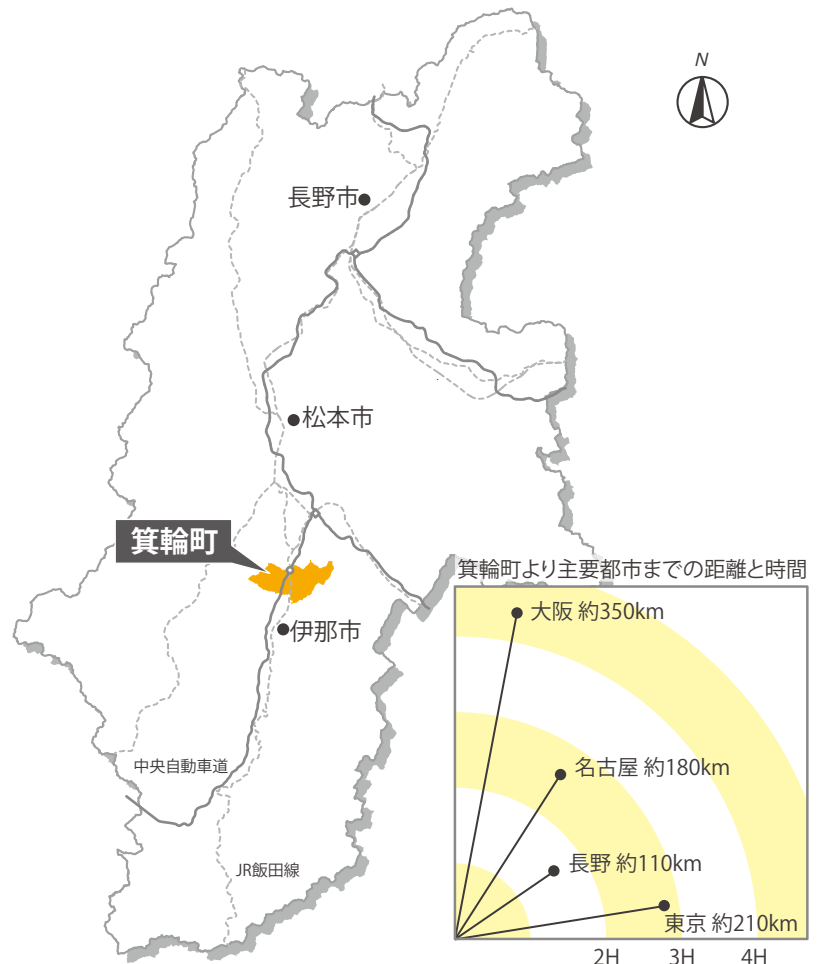 N
長野市
松本市
箕輪町
伊那市
中央自動車道
JR飯田線
箕輪町より主要都市までの距離と時間
大阪 約350km
名古屋 約180km
長野 約110km
東京 約210km
2H 3H 4H